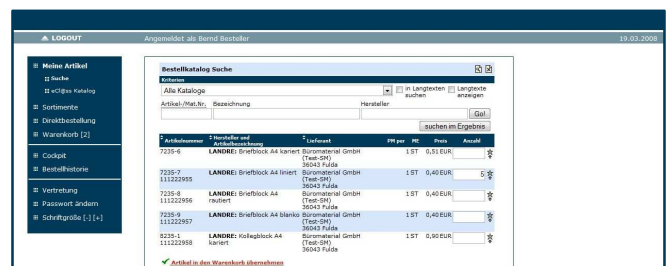 LOGOUT
Angemeldet als Bernd Besteller
19.03.2008
Meine Artikel
Suche
eCl@ss Katalog
Sortimente
Direktbestellung
Warenkorb [2]
Cockpit
Bestellhistorie
Vertretung
Passwort ändern
Schriftgröße [-] [+]
Bestellkatalog Suche
Kriterien
Alle Kataloge
in Langtexten suchen
Langtexte anzeigen
Artikel-/Mat.Nr. Bezeichnung Hersteller
Go!
suchen im Ergebnis
Artikelnummer Hersteller und Artikelbezeichnung Lieferant PM per ME Preis Anzahl
7235-6 LANDRE: Briefblock A4 kariert Büromaterial GmbH 1 ST 0,51 EUR
(Test-SM)
36043 Fulda
7235-7 LANDRE: Briefblock A4 liniert Büromaterial GmbH 1 ST 0,40 EUR 5
111222955 (Test-SM)
36043 Fulda
7235-8 LANDRE: Briefblock A4 Büromaterial GmbH 1 ST 0,40 EUR
111222956 rautiert (Test-SM)
36043 Fulda
7235-9 LANDRE: Briefblock A4 blanko Büromaterial GmbH 1 ST 0,40 EUR
111222957 (Test-SM)
36043 Fulda
8235-1 LANDRE: Kollegblock A4 Büromaterial GmbH 1 ST 0,90 EUR
111222958 kariert (Test-SM)
36043 Fulda
Artikel in den Warenkorb übernehmen